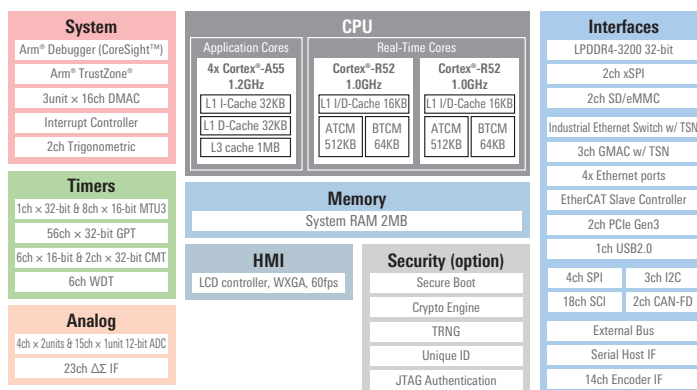 System
Arm® Debugger (CoreSight™)
Arm® TrustZone®
3unit × 16ch DMAC
Interrupt Controller
2ch Trigonometric
Timers
1ch × 32-bit & 8ch × 16-bit MTU3
56ch × 32-bit GPT
6ch × 16-bit & 2ch × 32-bit CMT
6ch WDT
Analog
4ch × 2units & 15ch × 1unit 12-bit ADC
23ch ΔΣ IF
CPU
Application Cores
4x Cortex®-A55
1.2GHz
L1 I-Cache 32KB
L1 D-Cache 32KB
L3 cache 1MB
Real-Time Cores
Cortex®-R52
1.0GHz
L1 I/D-Cache 16KB
ATCM
512KB
BTCM
64KB
Cortex®-R52
1.0GHz
L1 I/D-Cache 16KB
ATCM
512KB
BTCM
64KB
Memory
System RAM 2MB
HMI
LCD controller, WXGA, 60fps
Security (option)
Secure Boot
Crypto Engine
TRNG
Unique ID
JTAG Authentication
Interfaces
LPDDR4-3200 32-bit
2ch xSPI
2ch SD/eMMC
Industrial Ethernet Switch w/ TSN
3ch GMAC w/ TSN
4x Ethernet ports
EtherCAT Slave Controller
2ch PCIe Gen3
1ch USB2.0
4ch SPI
3ch I2C
18ch SCI
2ch CAN-FD
External Bus
Serial Host IF
14ch Encoder IF